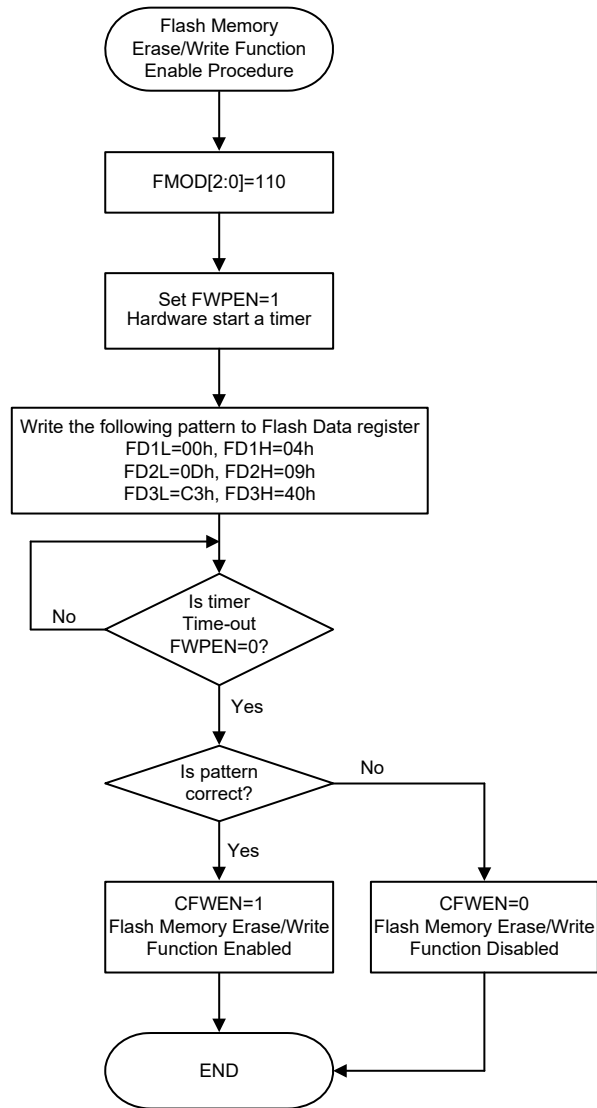 Flash Memory
Erase/Write Function
Enable Procedure
FMOD[2:0]=110
Set FWPEN=1
Hardware start a timer
Write the following pattern to Flash Data register
FD1L=00h, FD1H=04h
FD2L=0Dh, FD2H=09h
FD3L=C3h, FD3H=40h
Is timer
Time-out
FWPEN=0?
No
Yes
Is pattern
correct?
No
Yes
CFWEN=1
Flash Memory Erase/Write
Function Enabled
CFWEN=0
Flash Memory Erase/Write
Function Disabled
END